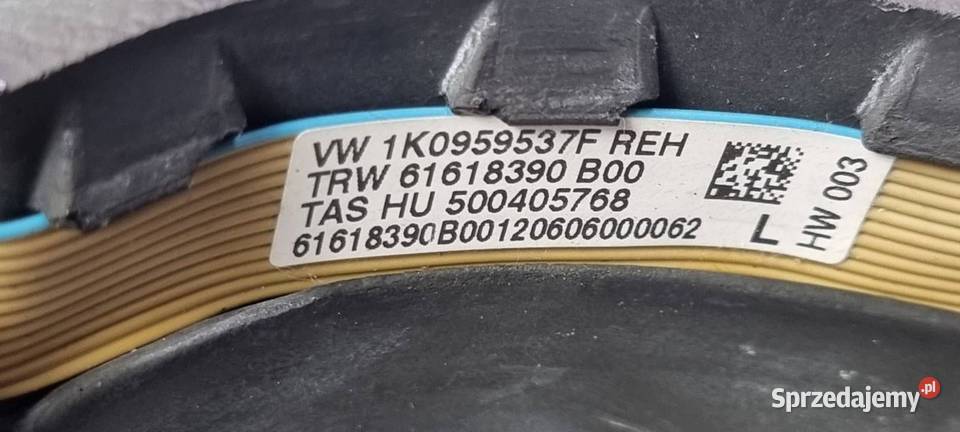 VW 1K0959537F REH
TRW 61618390 B00
TAS HU 500405768
61618390B00120606000062
L
HW 003
Sprzedajemy.pl